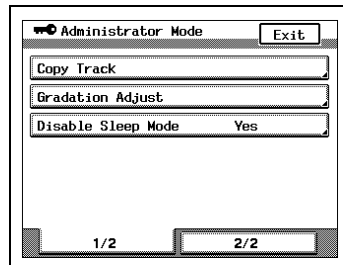 Administrator Mode
Exit
Copy Track
Gradation Adjust
Disable Sleep Mode Yes
1/2
2/2